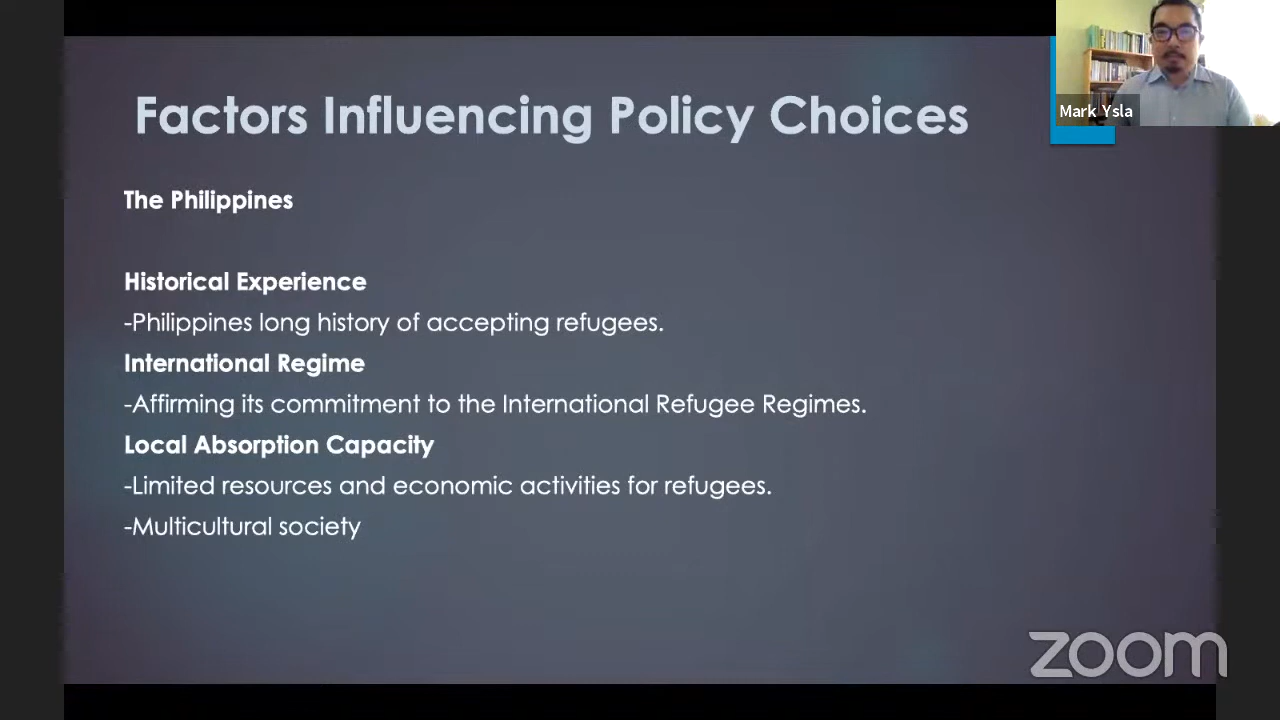 Mark Ysla
Factors Influencing Policy Choices
The Philippines
Historical Experience
-Philippines long history of accepting refugees.
International Regime
-Affirming its commitment to the International Refugee Regimes.
Local Absorption Capacity
-Limited resources and economic activities for refugees.
-Multicultural society
zoom